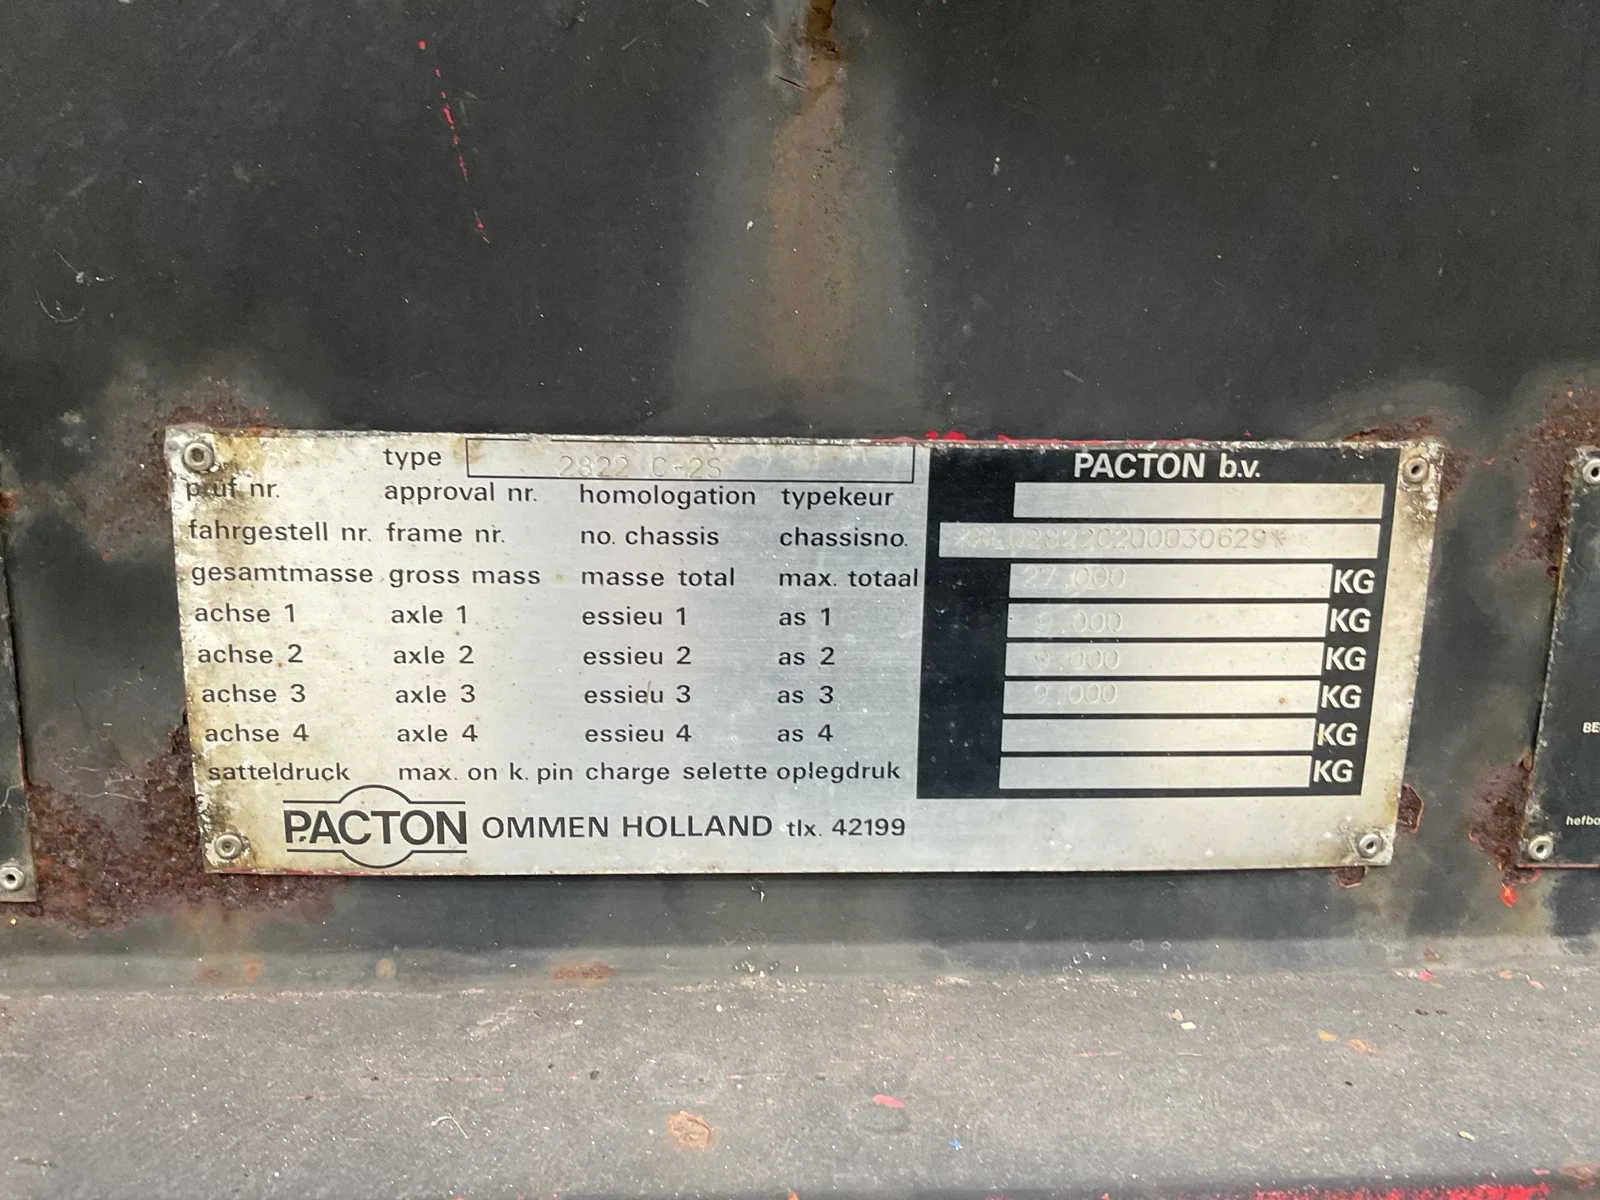 type 2822 C-2S
PACTON b.v.
prüf nr. approval nr. homologation typekeur
fahrgestell nr. frame nr. no. chassis chassisno.
gesamtmasse gross mass masse total max. totaal 27.000 KG
achse 1 axle 1 essieu 1 as 1 9.000 KG
achse 2 axle 2 essieu 2 as 2 9.000 KG
achse 3 axle 3 essieu 3 as 3 9.000 KG
achse 4 axle 4 essieu 4 as 4 KG
satteldruck max. on k. pin charge selette oplegdruk KG
PACTON OMMEN HOLLAND tlx. 42199